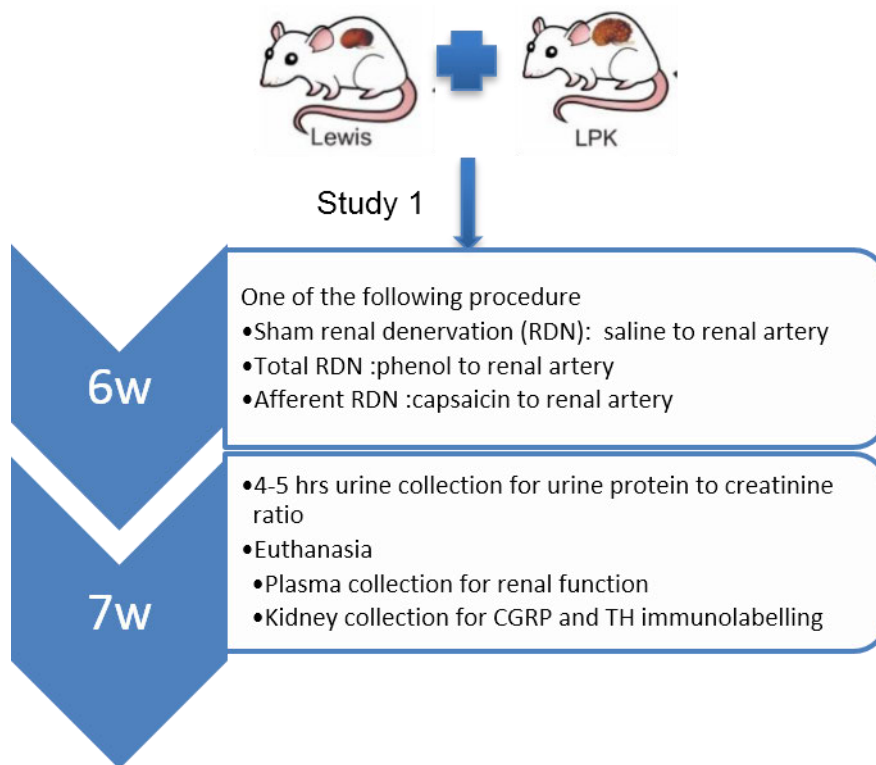 Lewis
LPK
Study 1
6w
One of the following procedure
•Sham renal denervation (RDN): saline to renal artery
•Total RDN :phenol to renal artery
•Afferent RDN :capsaicin to renal artery
7w
•4-5 hrs urine collection for urine protein to creatinine
ratio
•Euthanasia
•Plasma collection for renal function
•Kidney collection for CGRP and TH immunolabelling